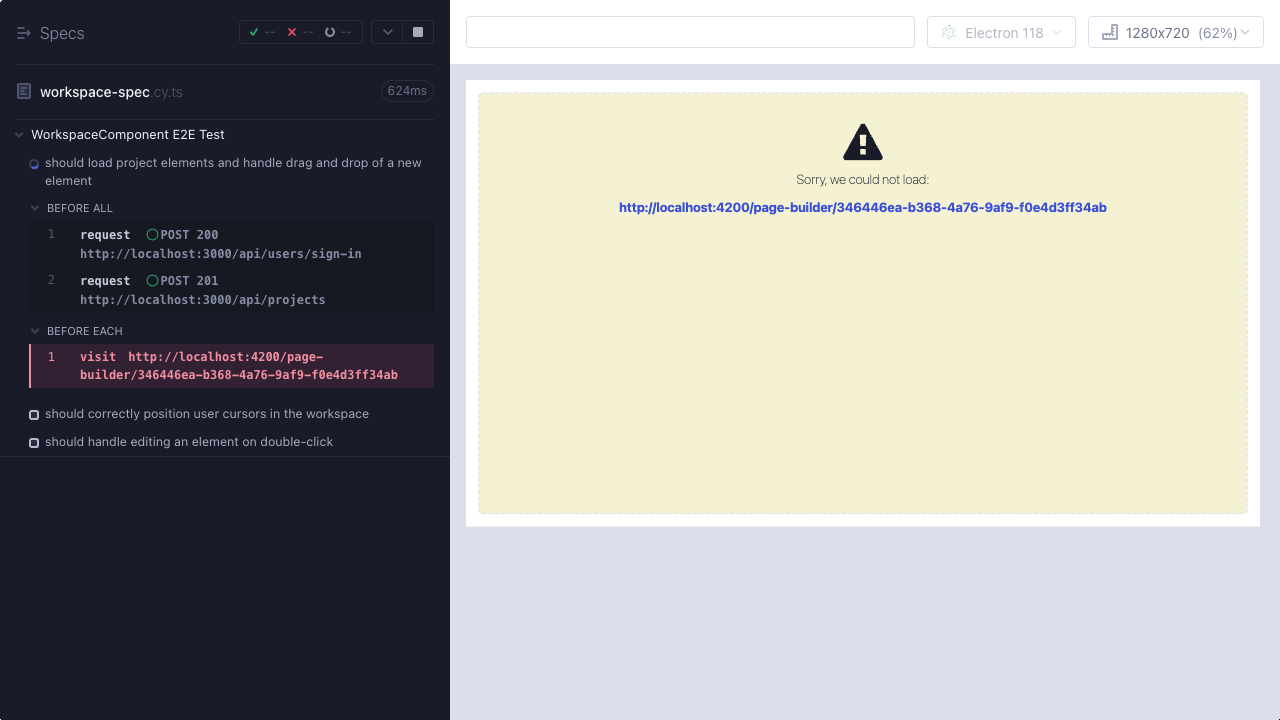 Specs
-- -- --
workspace-spec.cy.ts 624ms
WorkspaceComponent E2E Test
should load project elements and handle drag and drop of a new
element
BEFORE ALL
1 request POST 200
http://localhost:3000/api/users/sign-in
2 request POST 201
http://localhost:3000/api/projects
BEFORE EACH
1 visit http://localhost:4200/page-
builder/346446ea-b368-4a76-9af9-f0e4d3ff34ab
should correctly position user cursors in the workspace
should handle editing an element on double-click
Electron 118
1280x720 (62%)
Sorry, we could not load:
http://localhost:4200/page-builder/346446ea-b368-4a76-9af9-f0e4d3ff34ab